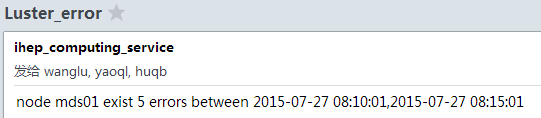 Luster_error
ihep_computing_service
发给 wanglu, yaoql, huqb
node mds01 exist 5 errors between 2015-07-27 08:10:01,2015-07-27 08:15:01